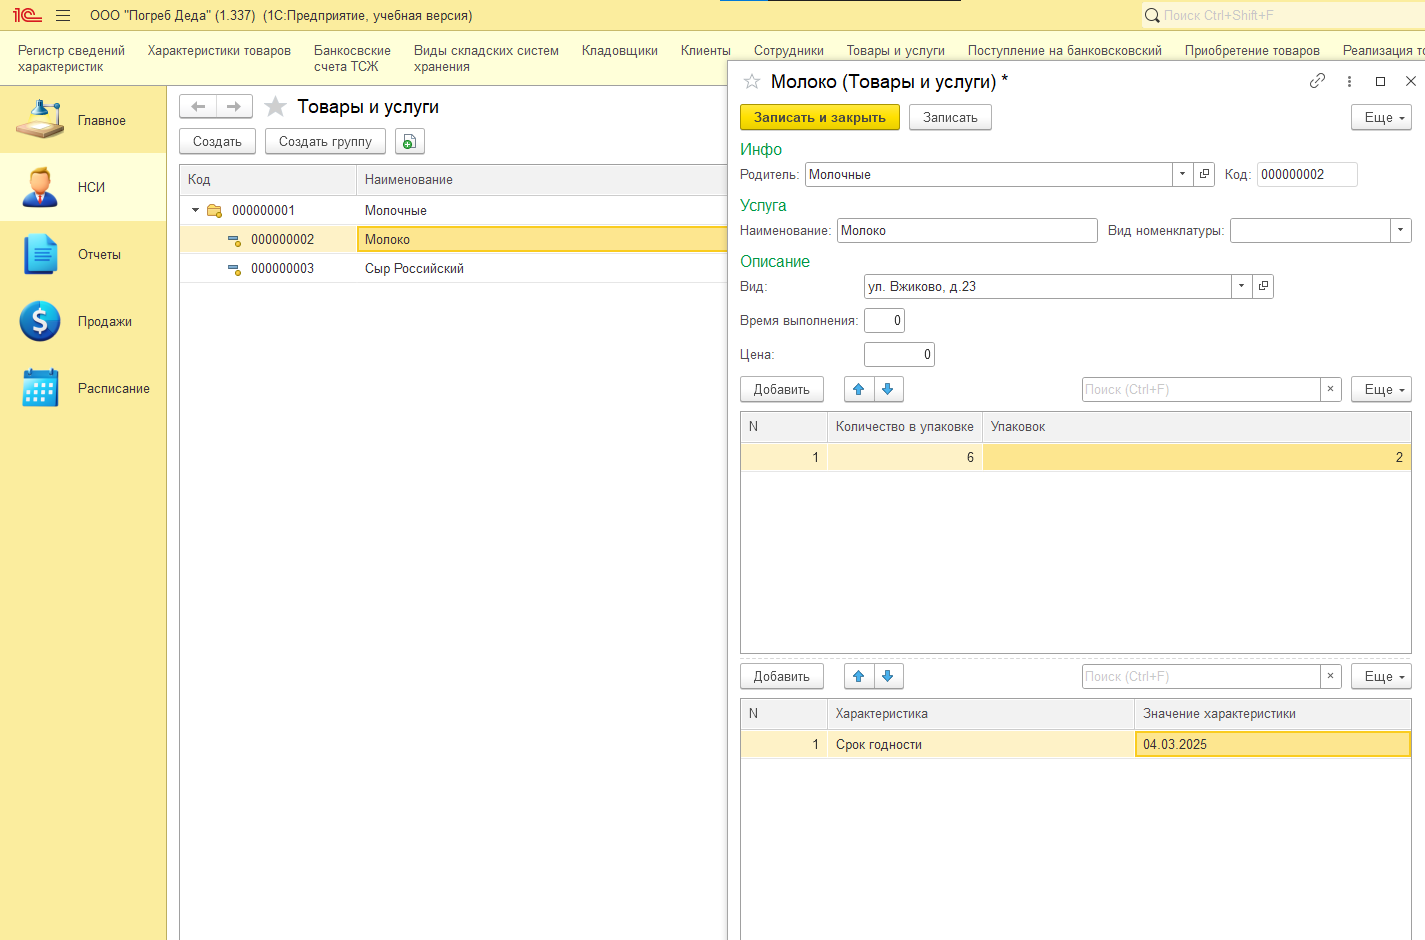 1С ООО "Погреб Деда" (1.337) (1С:Предприятие, учебная версия) Поиск Ctrl+Shift+F
Регистр сведений характеристик
Характеристики товаров
Банкосвские счета ТСЖ
Виды складских систем хранения
Кладовщики
Клиенты
Сотрудники
Товары и услуги
Поступление на банковсковский
Приобретение товаров
Реализация то
Главное
НСИ
Отчеты
Продажи
Расписание
Товары и услуги
Создать Создать группу
Код Наименование
000000001 Молочные
000000002 Молоко
000000003 Сыр Российский
Молоко (Товары и услуги) *
Записать и закрыть Записать Еще
Инфо
Родитель: Молочные Код: 000000002
Услуга
Наименование: Молоко Вид номенклатуры:
Описание
Вид: ул. Вжиково, д.23
Время выполнения: 0
Цена: 0
Добавить Поиск (Ctrl+F) × Еще
N Количество в упаковке Упаковок
1 6 2
Добавить Поиск (Ctrl+F) × Еще
N Характеристика Значение характеристики
1 Срок годности 04.03.2025